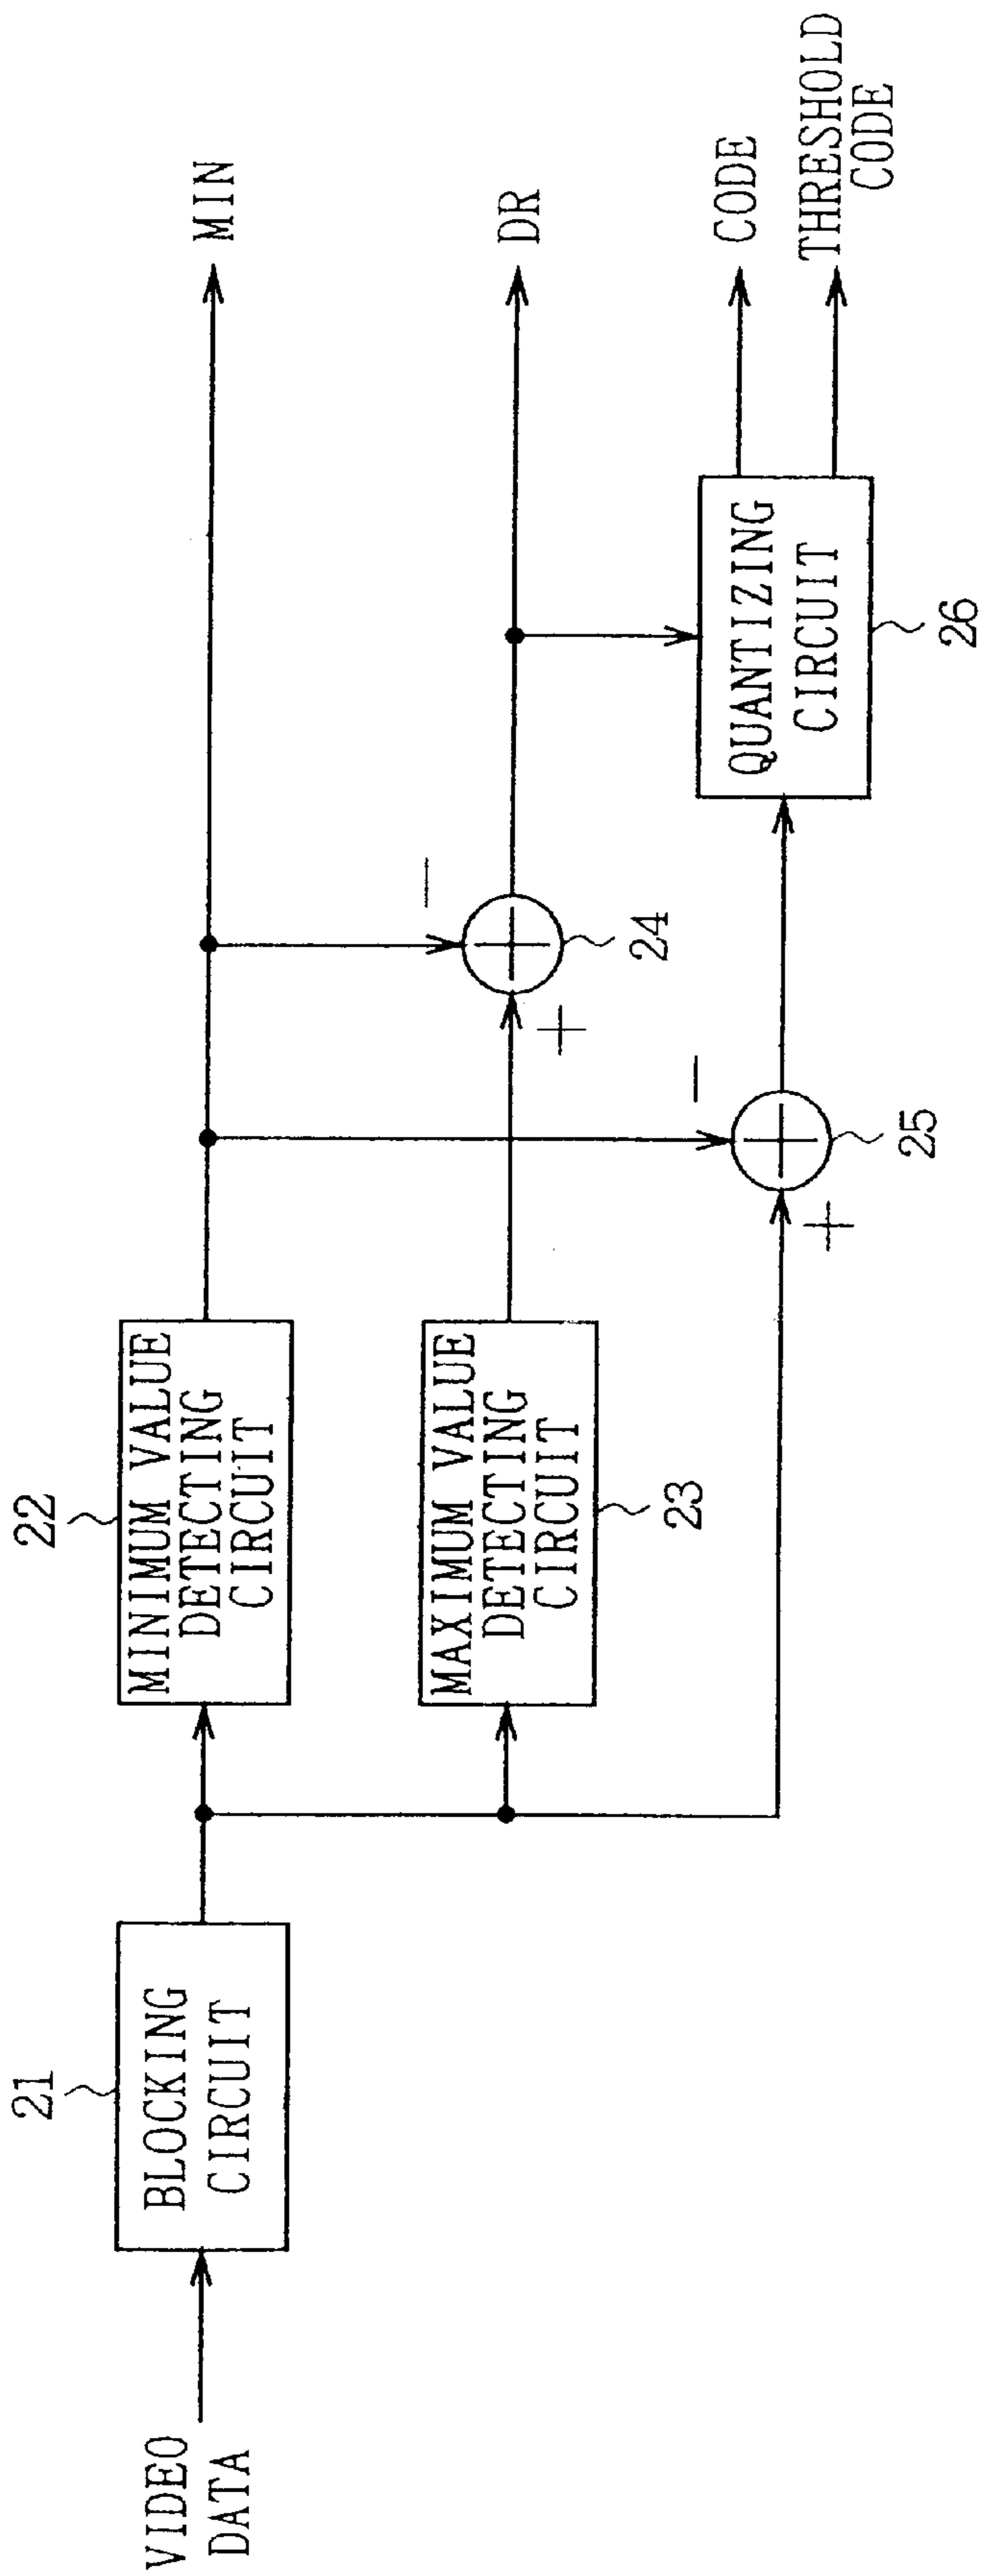 VIDEO
DATA
21
BLOCKING
CIRCUIT
22
MINIMUM VALUE
DETECTING
CIRCUIT
MAXIMUM VALUE
DETECTING
CIRCUIT
23
−
+
24
−
+
25
QUANTIZING
CIRCUIT
26
MIN
DR
CODE
THRESHOLD
CODE